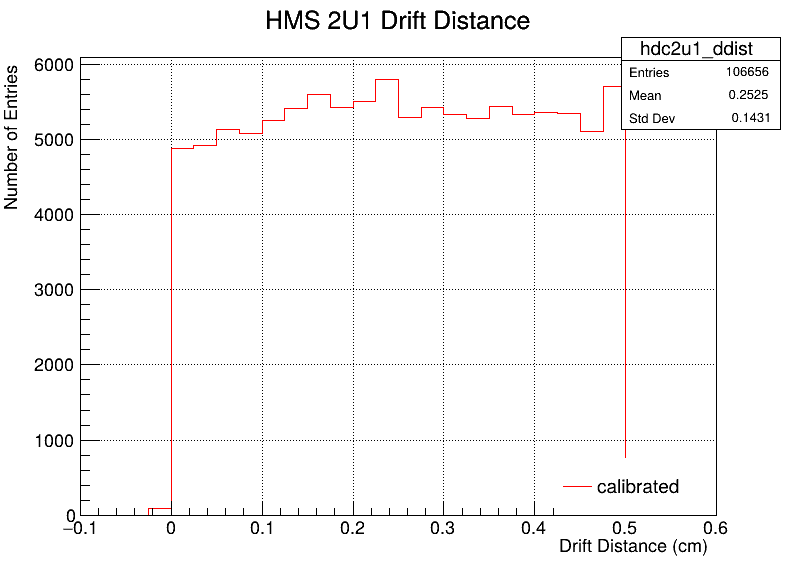 HMS 2U1 Drift Distance
hdc2u1_ddist
Entries 106656
Mean 0.2525
Std Dev 0.1431
Number of Entries
6000
5000
4000
3000
2000
1000
0
−0.1 0 0.1 0.2 0.3 0.4 0.5 0.6
Drift Distance (cm)
calibrated